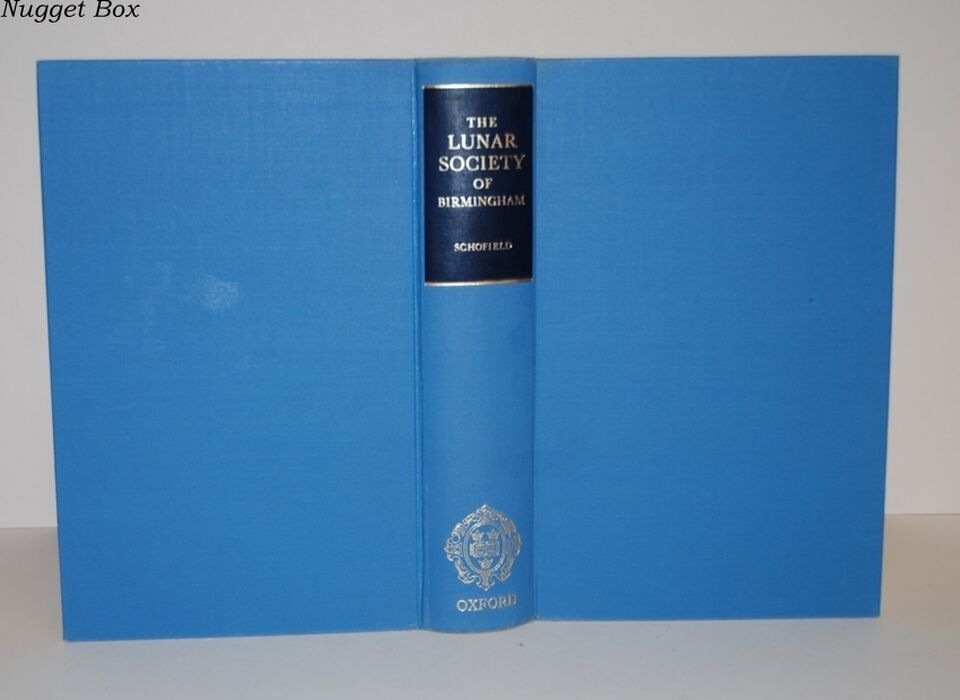 Nugget Box
THE
LUNAR
SOCIETY
OF
BIRMINGHAM
SCHOFIELD
OXFORD